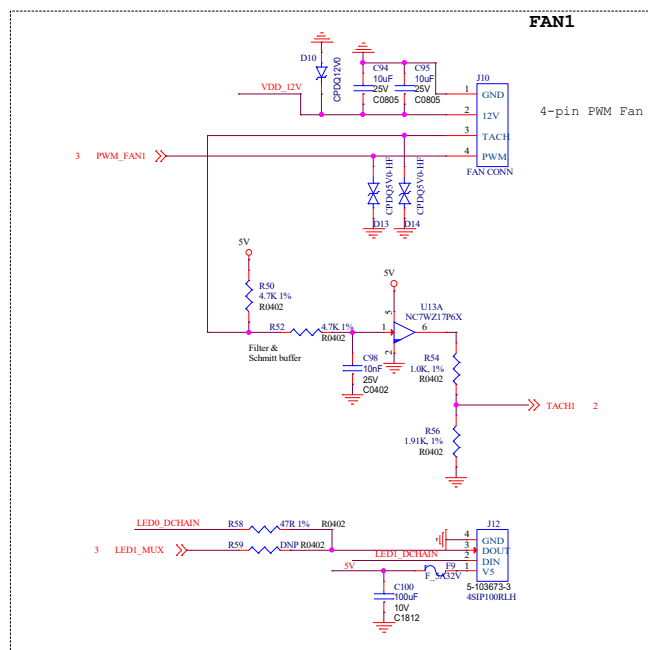 FAN1
D10
CPDQ12V0
C94
10uF
25V
C0805
C95
10uF
25V
C0805
J10
VDD_12V
1 GND
2 12V
3 TACH
4 PWM
FAN CONN
4-pin PWM Fan
3 PWM_FAN1
CPDQ5V0-HF
CPDQ5V0-HF
D13
D14
5V
R50
4.7K 1%
R0402
5V
U13A
NC7WZ17P6X
5
R52 4.7K 1%
R0402
1
6
2
Filter &
Schmitt buffer
C98
10nF
25V
C0402
R54
1.0K, 1%
R0402
TACH1 2
R56
1.91K, 1%
R0402
LED0_DCHAIN
R58 47R 1% R0402
3 LED1_MUX
R59 DNP R0402
J12
4 GND
3 DOUT
2 DIN
1 V5
LED1_DCHAIN
5V
F9
F_5A32V
5-103673-3
4SIP100RLH
C100
100uF
10V
C1812